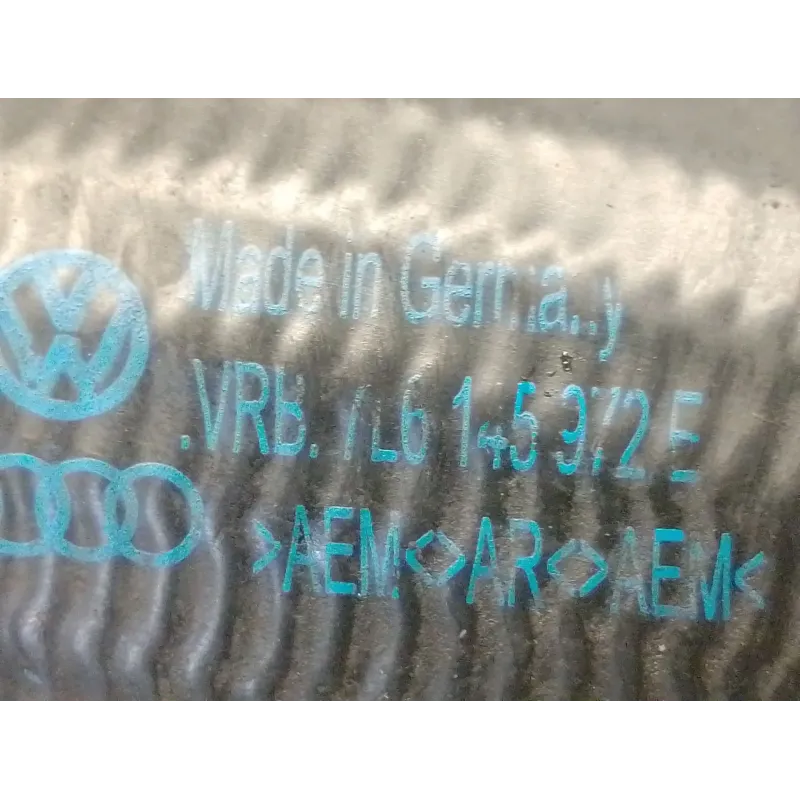 Made in Germany
.VRB. 7L6 145 972 E
>AEM<>AR<>AEM<